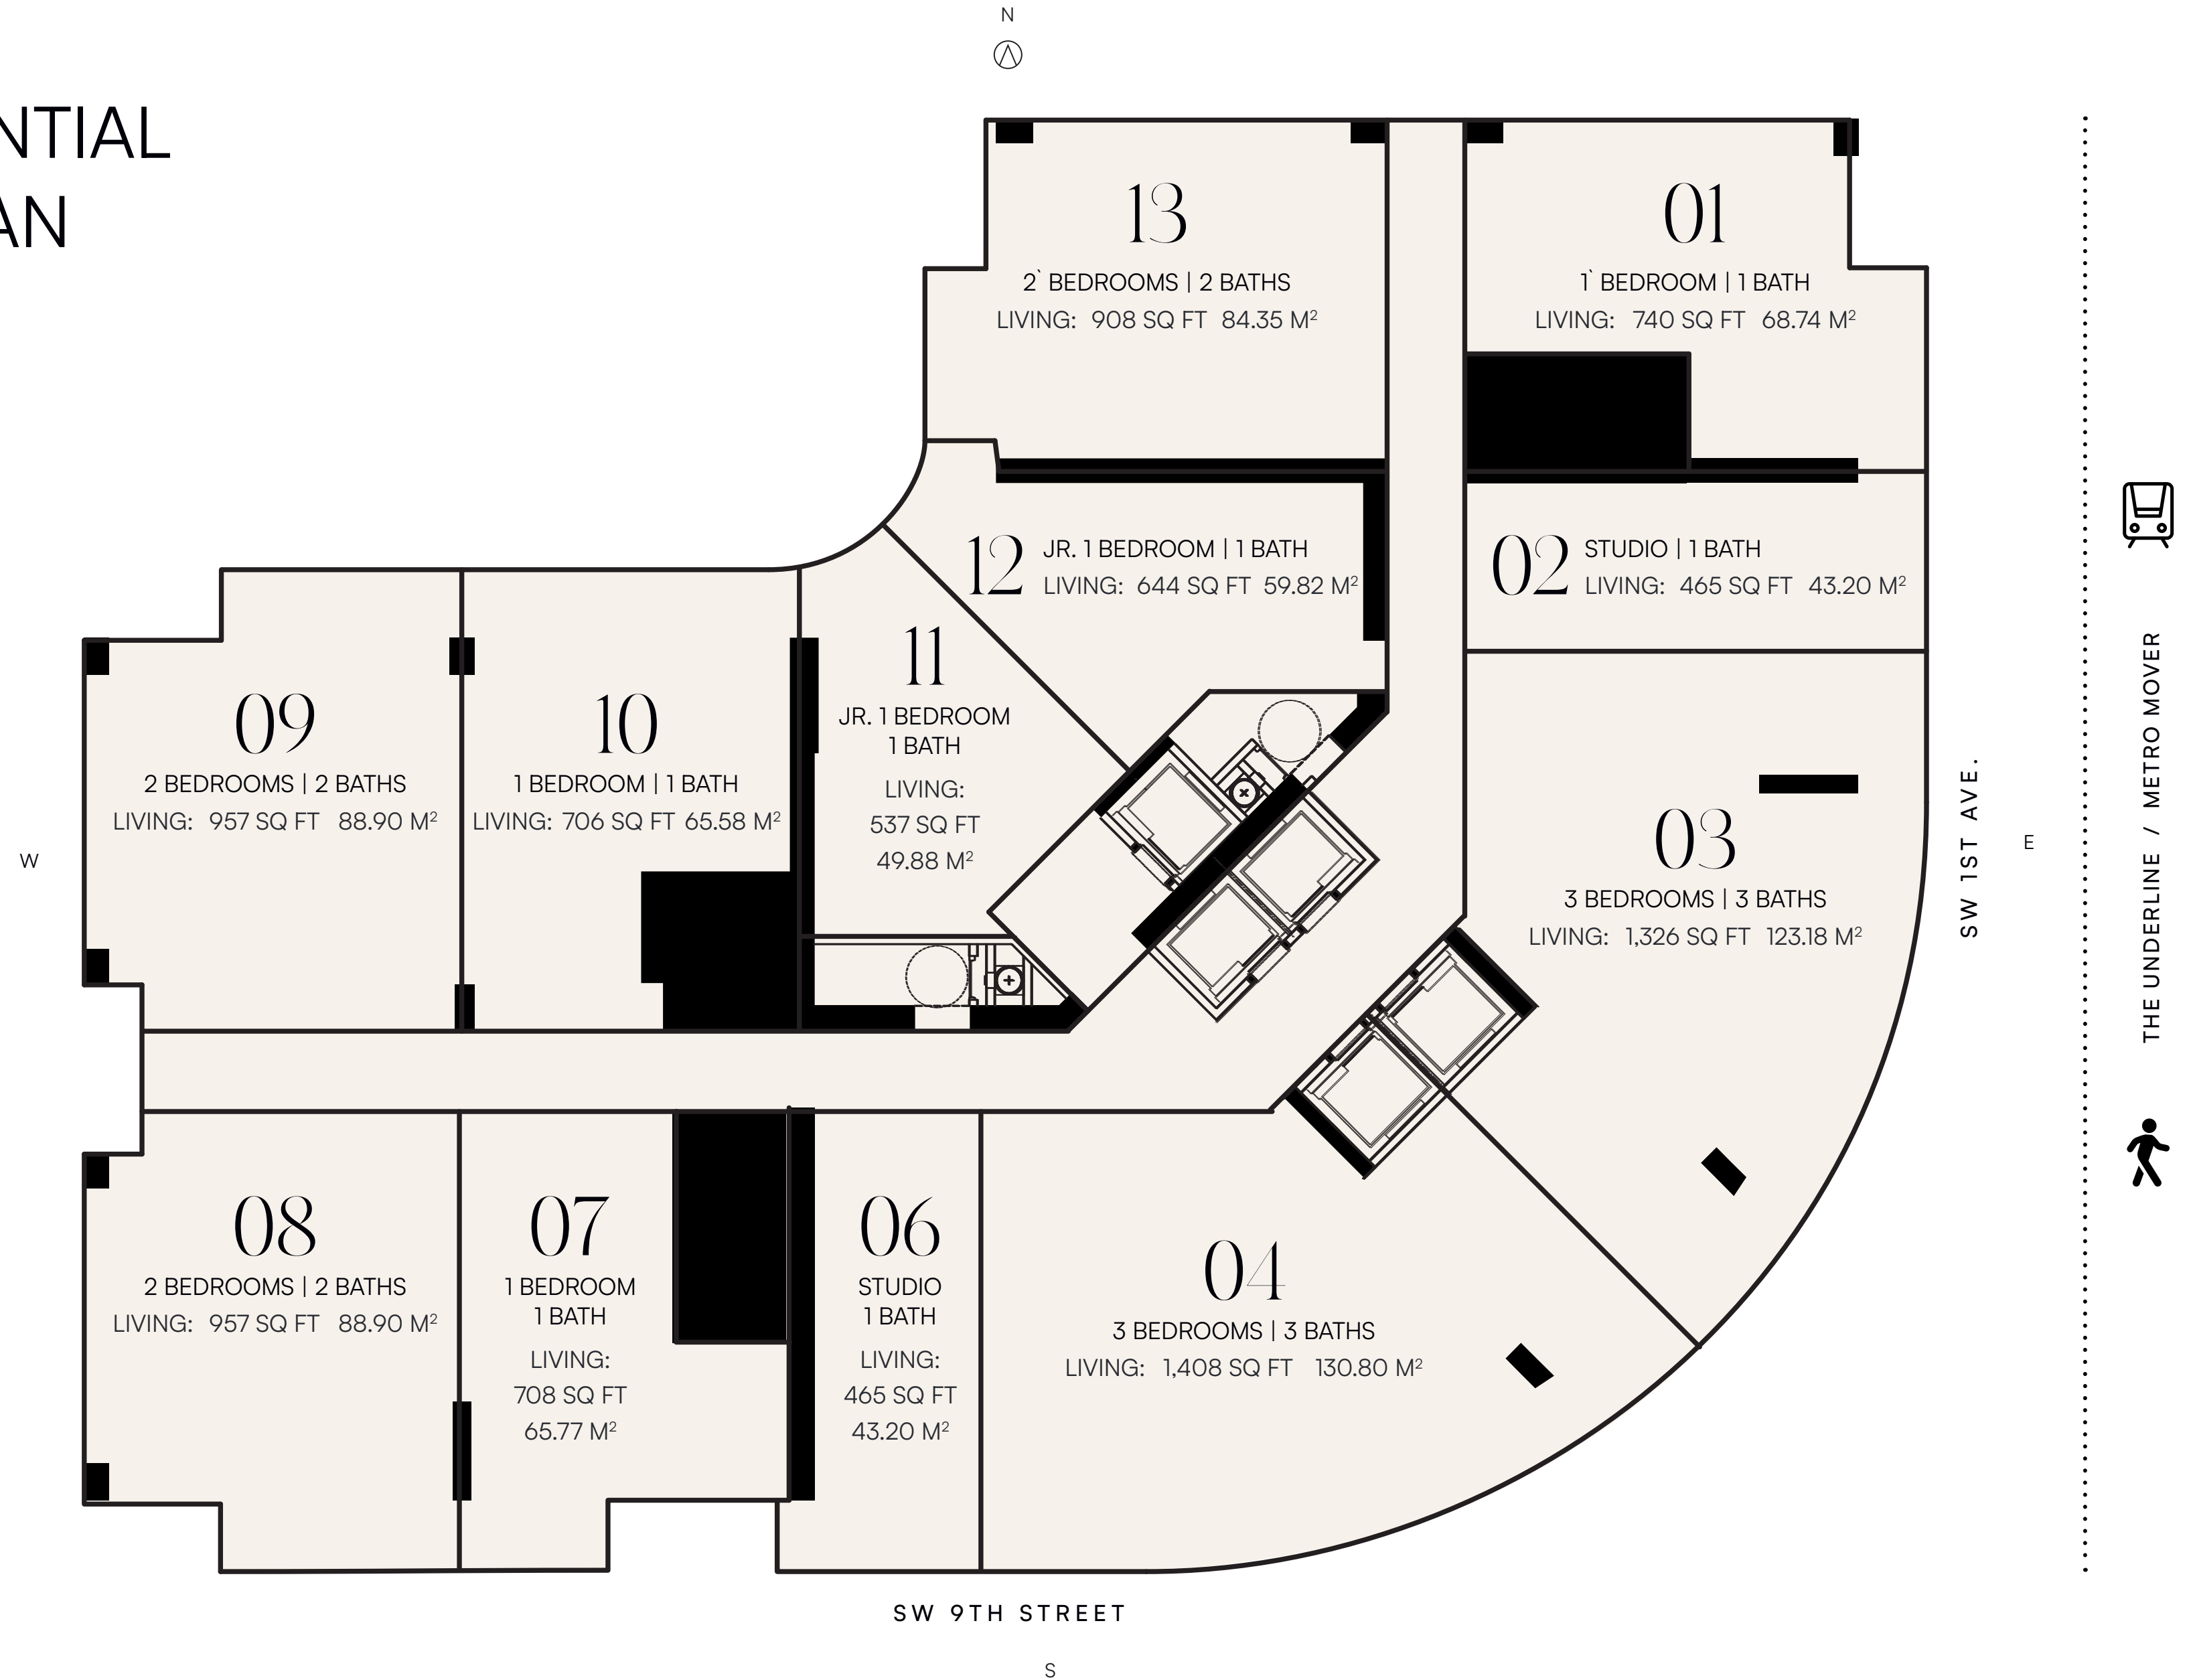 N
NTIAL
AN
13
2` BEDROOMS | 2 BATHS
LIVING: 908 SQ FT 84.35 M²
01
1` BEDROOM | 1 BATH
LIVING: 740 SQ FT 68.74 M²
12
JR. 1 BEDROOM | 1 BATH
LIVING: 644 SQ FT 59.82 M²
02
STUDIO | 1 BATH
LIVING: 465 SQ FT 43.20 M²
09
2 BEDROOMS | 2 BATHS
LIVING: 957 SQ FT 88.90 M²
10
1 BEDROOM | 1 BATH
LIVING: 706 SQ FT 65.58 M²
11
JR. 1 BEDROOM
1 BATH
LIVING:
537 SQ FT
49.88 M²
03
3 BEDROOMS | 3 BATHS
LIVING: 1,326 SQ FT 123.18 M²
W
E
SW 1ST AVE.
THE UNDERLINE / METRO MOVER
08
2 BEDROOMS | 2 BATHS
LIVING: 957 SQ FT 88.90 M²
07
1 BEDROOM
1 BATH
LIVING:
708 SQ FT
65.77 M²
06
STUDIO
1 BATH
LIVING:
465 SQ FT
43.20 M²
04
3 BEDROOMS | 3 BATHS
LIVING: 1,408 SQ FT 130.80 M²
SW 9TH STREET
S